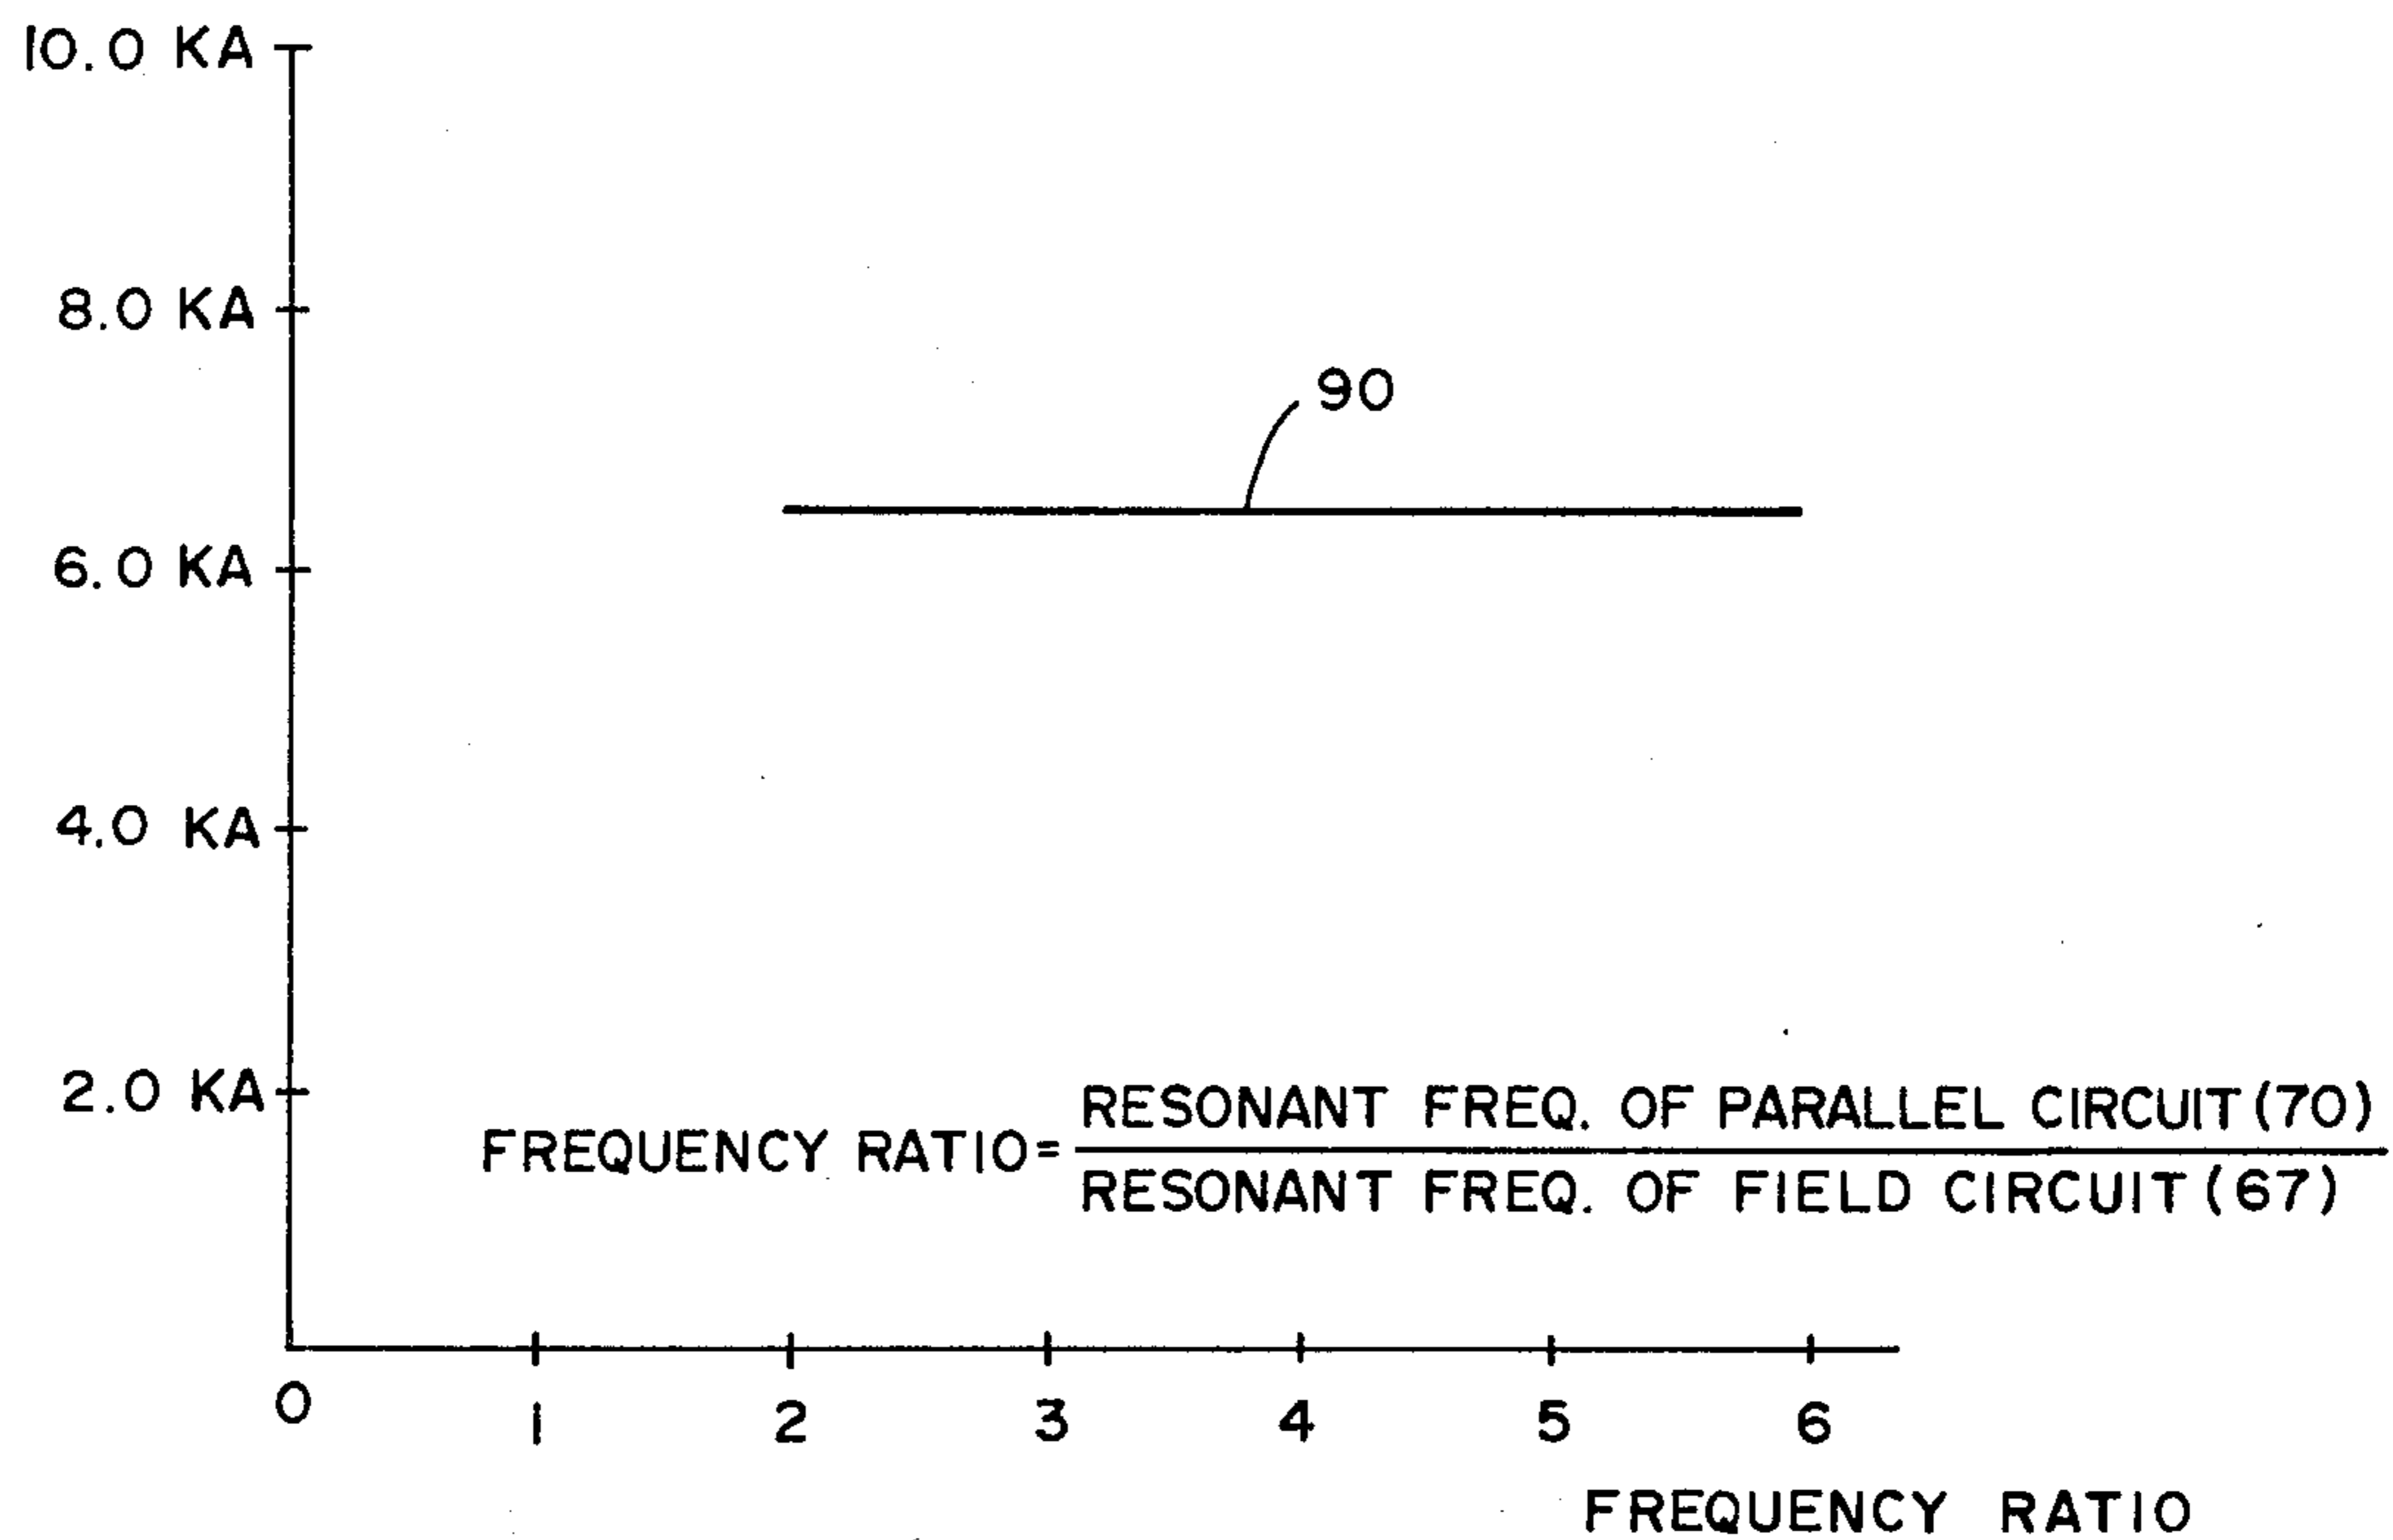 10.0 KA
8.0 KA
90
6.0 KA
4.0 KA
2.0 KA
FREQUENCY RATIO=
RESONANT FREQ. OF PARALLEL CIRCUIT (70)
RESONANT FREQ. OF FIELD CIRCUIT (67)
0 1 2 3 4 5 6
FREQUENCY RATIO